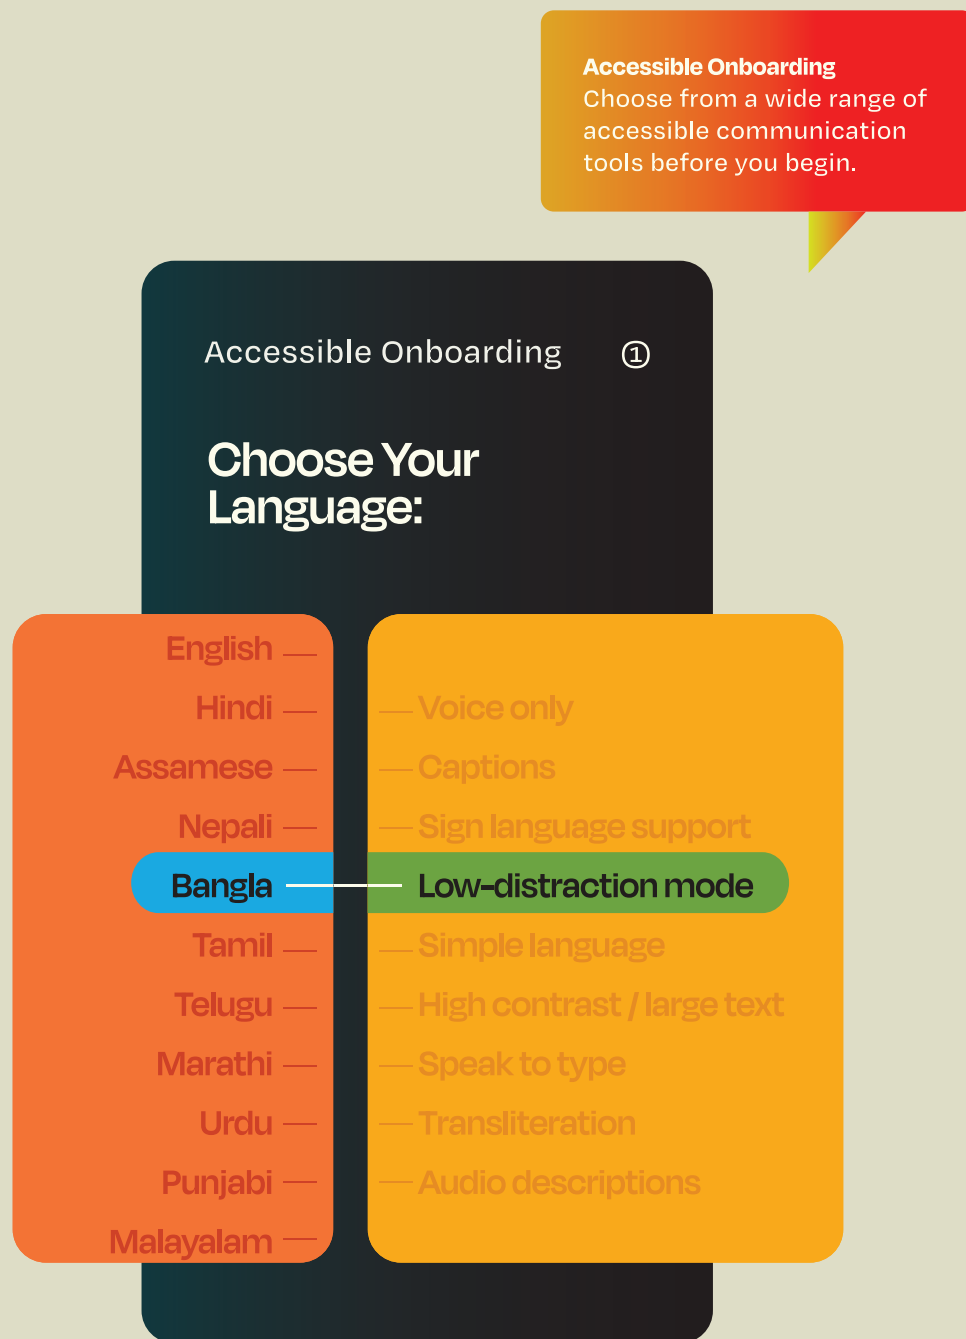 Accessible Onboarding
Choose from a wide range of
accessible communication
tools before you begin.
Accessible Onboarding ①
Choose Your
Language:
English
Hindi
Assamese
Nepali
Bangla
Tamil
Telugu
Marathi
Urdu
Punjabi
Malayalam
Voice only
Captions
Sign language support
Low-distraction mode
Simple language
High contrast / large text
Speak to type
Transliteration
Audio descriptions